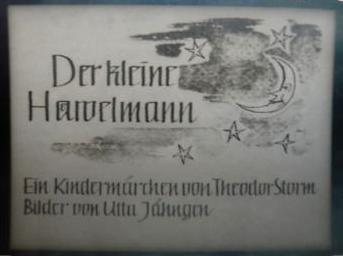 Der kleine
Häwelmann
Ein Kindermärchen von Theodor Storm
Bilder von Utta Jähngen